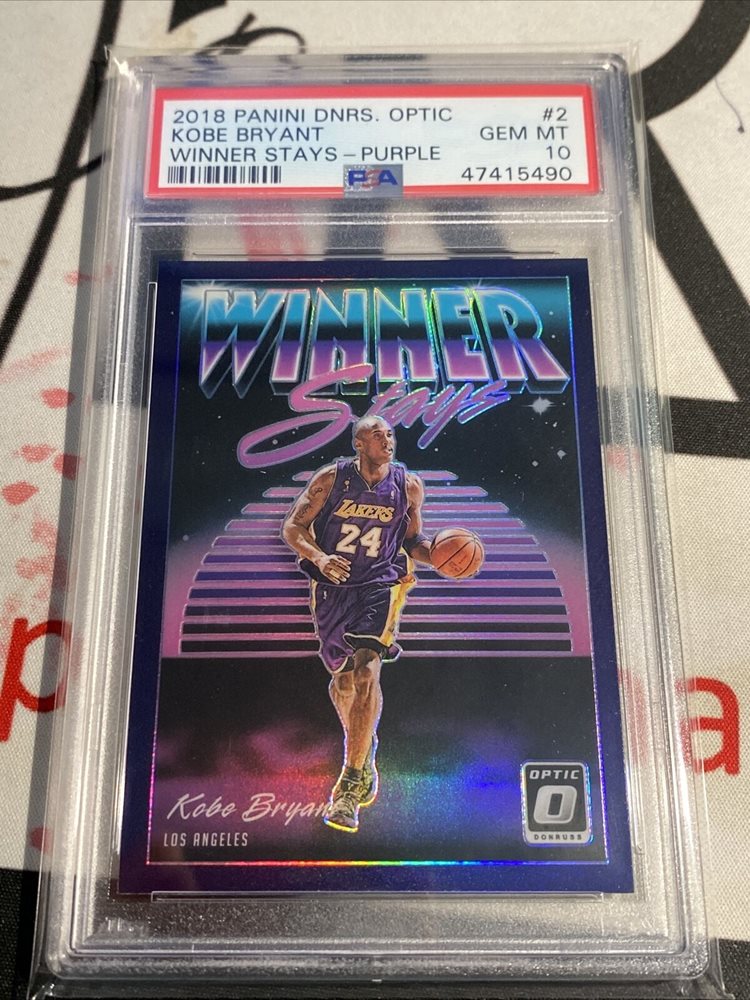 2018 PANINI DNRS. OPTIC #2
KOBE BRYANT GEM MT
WINNER STAYS – PURPLE 10
PSA 47415490
WINNER
Stays
LAKERS
24
Kobe Bryant
LOS ANGELES
OPTIC
O
DONRUSS